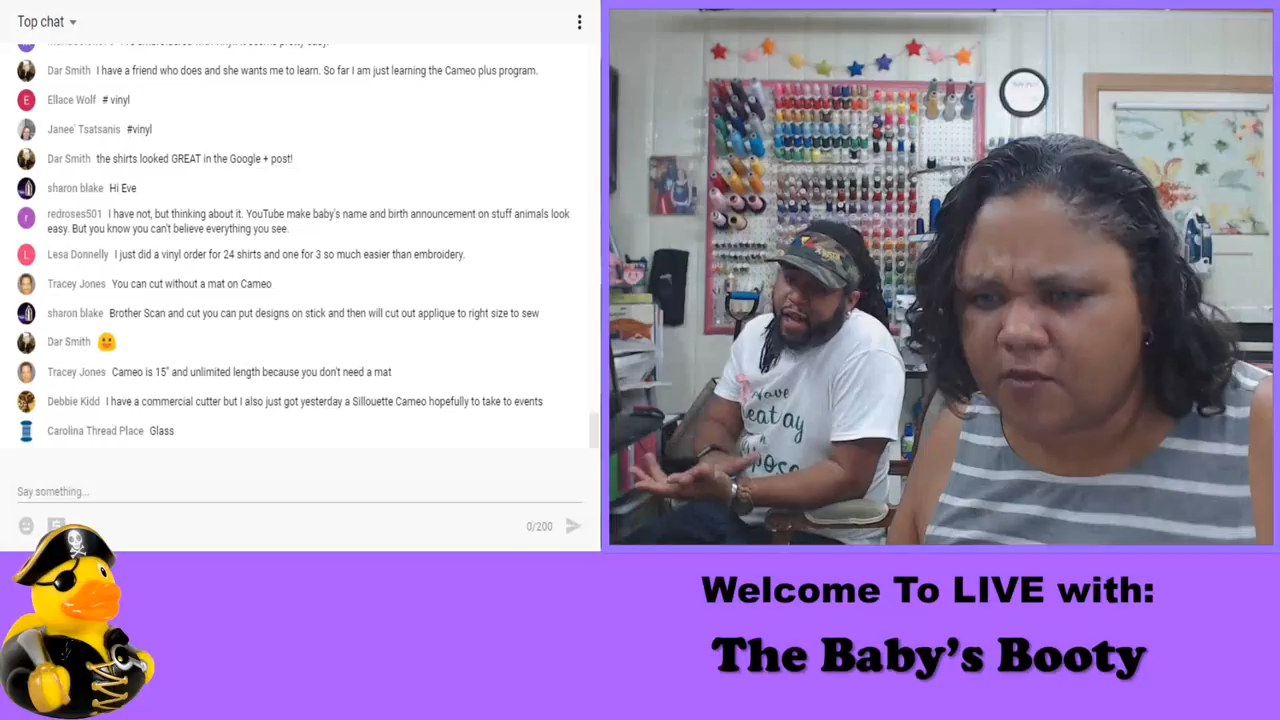 Top chat
Dar Smith I have a friend who does and she wants me to learn. So far I am just learning the Cameo plus program.
E Ellace Wolf # vinyl
Janee' Tsatsanis #vinyl
Dar Smith the shirts looked GREAT in the Google + post!
sharon blake Hi Eve
r redroses501 I have not, but thinking about it. YouTube make baby's name and birth announcement on stuff animals look
easy. But you know you can't believe everything you see.
L Lesa Donnelly I just did a vinyl order for 24 shirts and one for 3 so much easier than embroidery.
Tracey Jones You can cut without a mat on Cameo
sharon blake Brother Scan and cut you can put designs on stick and then will cut out applique to right size to sew
Dar Smith
Tracey Jones Cameo is 15" and unlimited length because you don't need a mat
Debbie Kidd I have a commercial cutter but I also just got yesterday a Sillouette Cameo hopefully to take to events
Carolina Thread Place Glass
Say something...
0/200
Have
Welcome To LIVE with:
The Baby's Booty